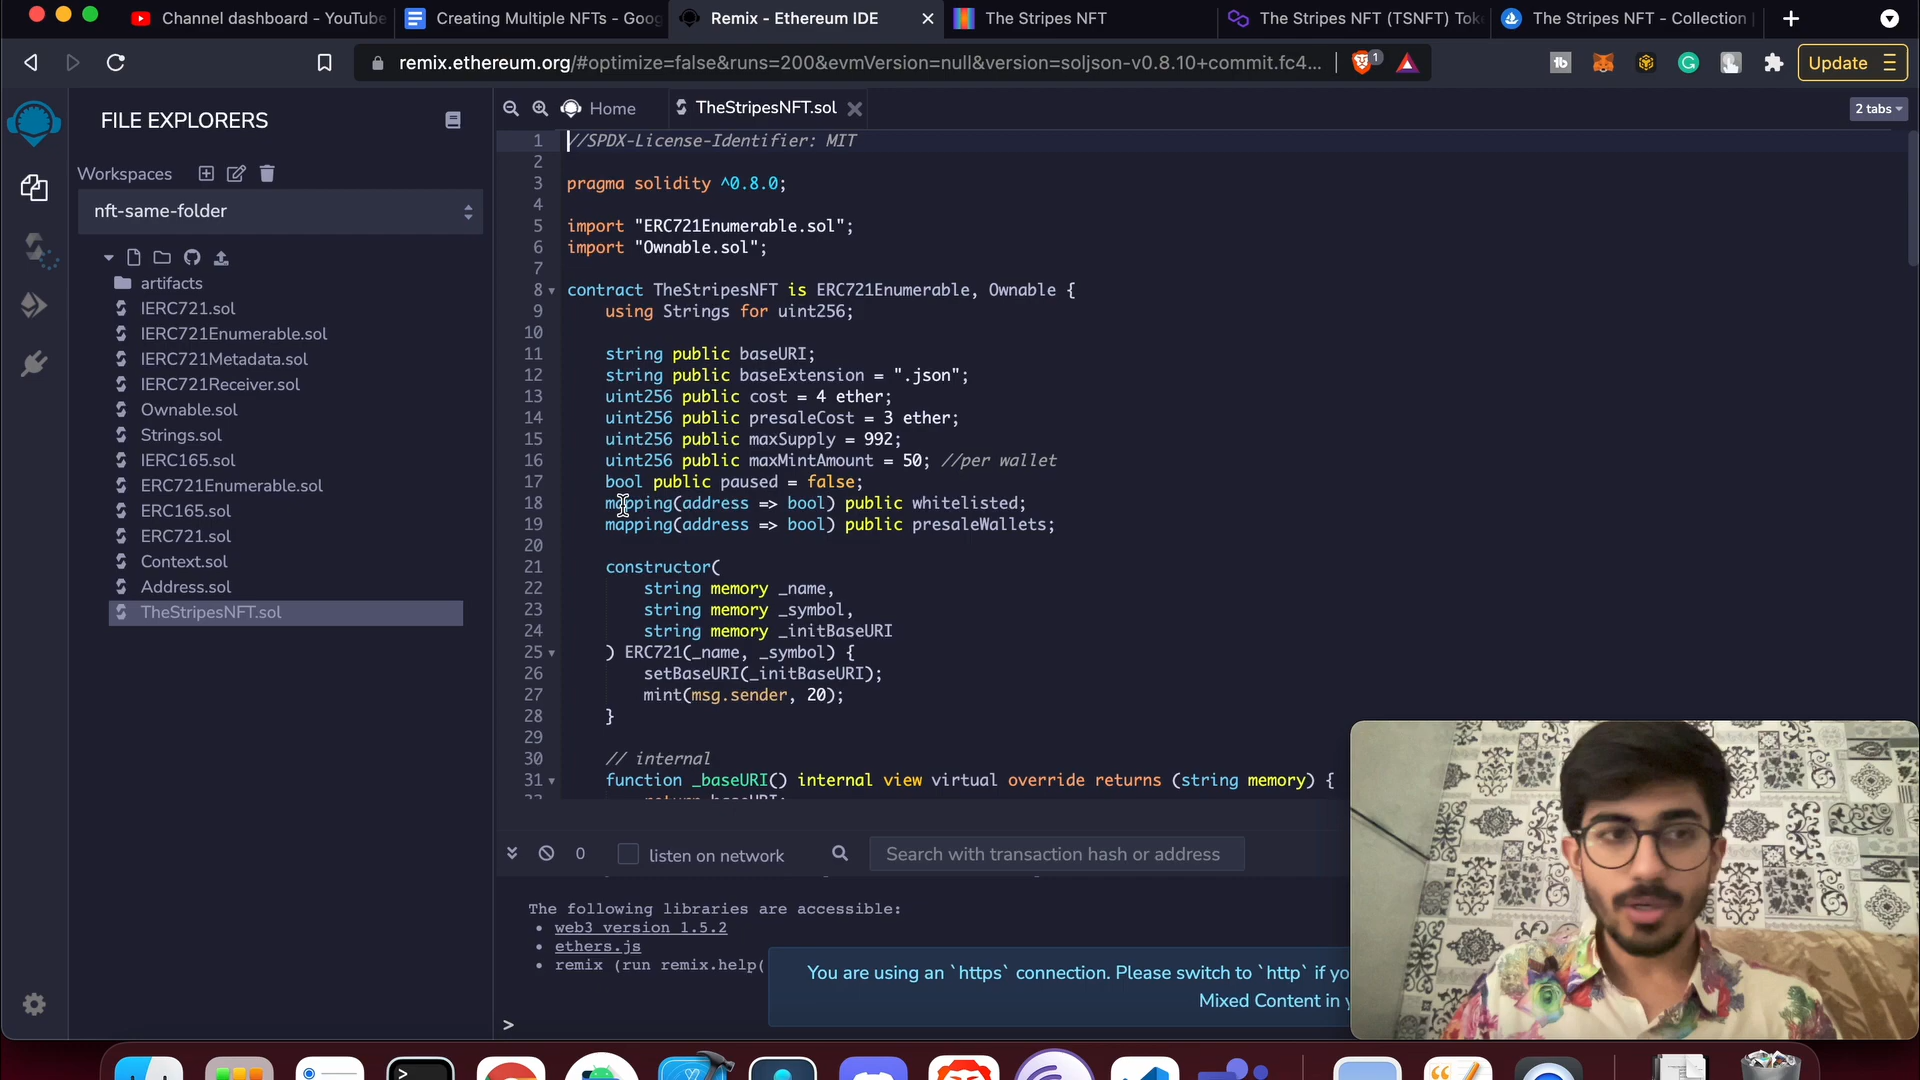 Channel dashboard - YouTube
Creating Multiple NFTs - Goog
Remix - Ethereum IDE
The Stripes NFT
The Stripes NFT (TSNFT) Tok
The Stripes NFT - Collection
remix.ethereum.org/#optimize=false&runs=200&evmVersion=null&version=soljson-v0.8.10+commit.fc4...
1
tb
Update
FILE EXPLORERS
Workspaces
nft-same-folder
artifacts
IERC721.sol
IERC721Enumerable.sol
IERC721Metadata.sol
IERC721Receiver.sol
Ownable.sol
Strings.sol
IERC165.sol
ERC721Enumerable.sol
ERC165.sol
ERC721.sol
Context.sol
Address.sol
TheStripesNFT.sol
Home
TheStripesNFT.sol
2 tabs
1 //SPDX-License-Identifier: MIT
2
3 pragma solidity ^0.8.0;
4
5 import "ERC721Enumerable.sol";
6 import "Ownable.sol";
7
8 contract TheStripesNFT is ERC721Enumerable, Ownable {
9 using Strings for uint256;
10
11 string public baseURI;
12 string public baseExtension = ".json";
13 uint256 public cost = 4 ether;
14 uint256 public presaleCost = 3 ether;
15 uint256 public maxSupply = 992;
16 uint256 public maxMintAmount = 50; //per wallet
17 bool public paused = false;
18 mapping(address => bool) public whitelisted;
19 mapping(address => bool) public presaleWallets;
20
21 constructor(
22 string memory _name,
23 string memory _symbol,
24 string memory _initBaseURI
25 ) ERC721(_name, _symbol) {
26 setBaseURI(_initBaseURI);
27 mint(msg.sender, 20);
28 }
29
30 // internal
31 function _baseURI() internal view virtual override returns (string memory) {
0
listen on network
Search with transaction hash or address
The following libraries are accessible:
web3 version 1.5.2
ethers.js
remix (run remix.help(
You are using an `https` connection. Please switch to `http` if yo
Mixed Content in y
>